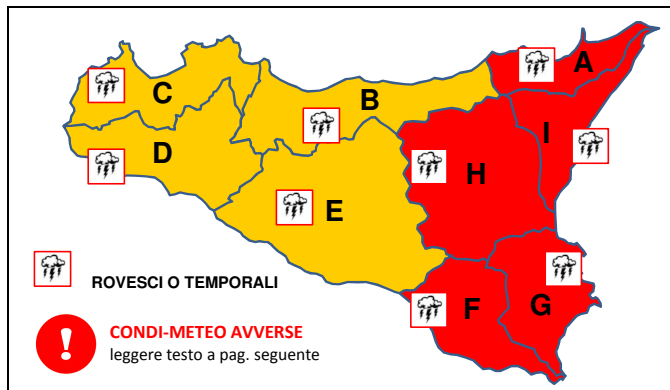 A
C
B
I
D
H
E
ROVESCI O TEMPORALI
F
G
CONDI-METEO AVVERSE
leggere testo a pag. seguente
!